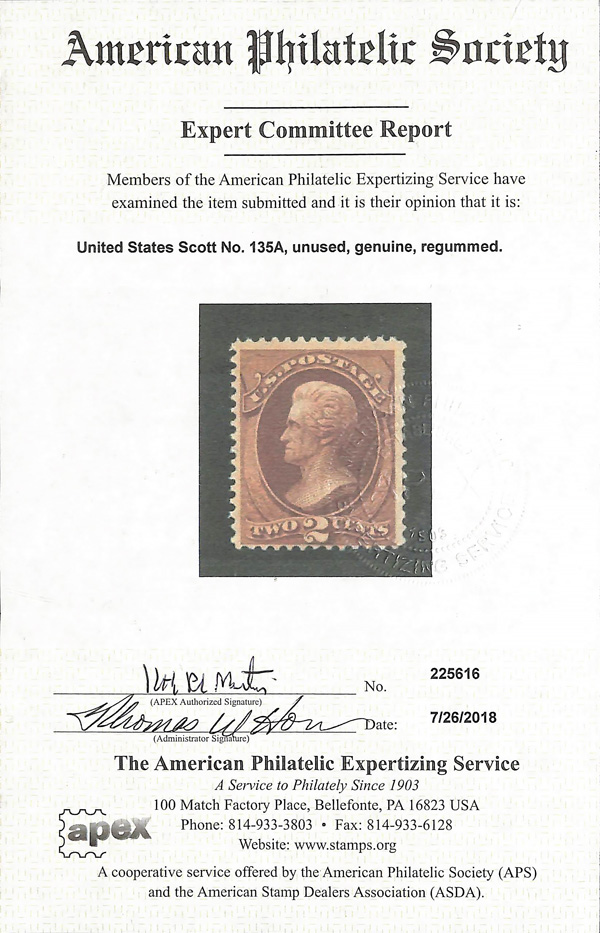 American Philatelic Society
Expert Committee Report
Members of the American Philatelic Expertizing Service have
examined the item submitted and it is their opinion that it is:
United States Scott No. 135A, unused, genuine, regummed.
U.S. POSTAGE
TWO 2 CENTS
(APEX Authorized Signature)
No.
225616
Thomas W Horn
(Administrator Signature)
Date:
7/26/2018
The American Philatelic Expertizing Service
A Service to Philately Since 1903
100 Match Factory Place, Bellefonte, PA 16823 USA
Phone: 814-933-3803 • Fax: 814-933-6128
Website: www.stamps.org
apex
A cooperative service offered by the American Philatelic Society (APS)
and the American Stamp Dealers Association (ASDA).